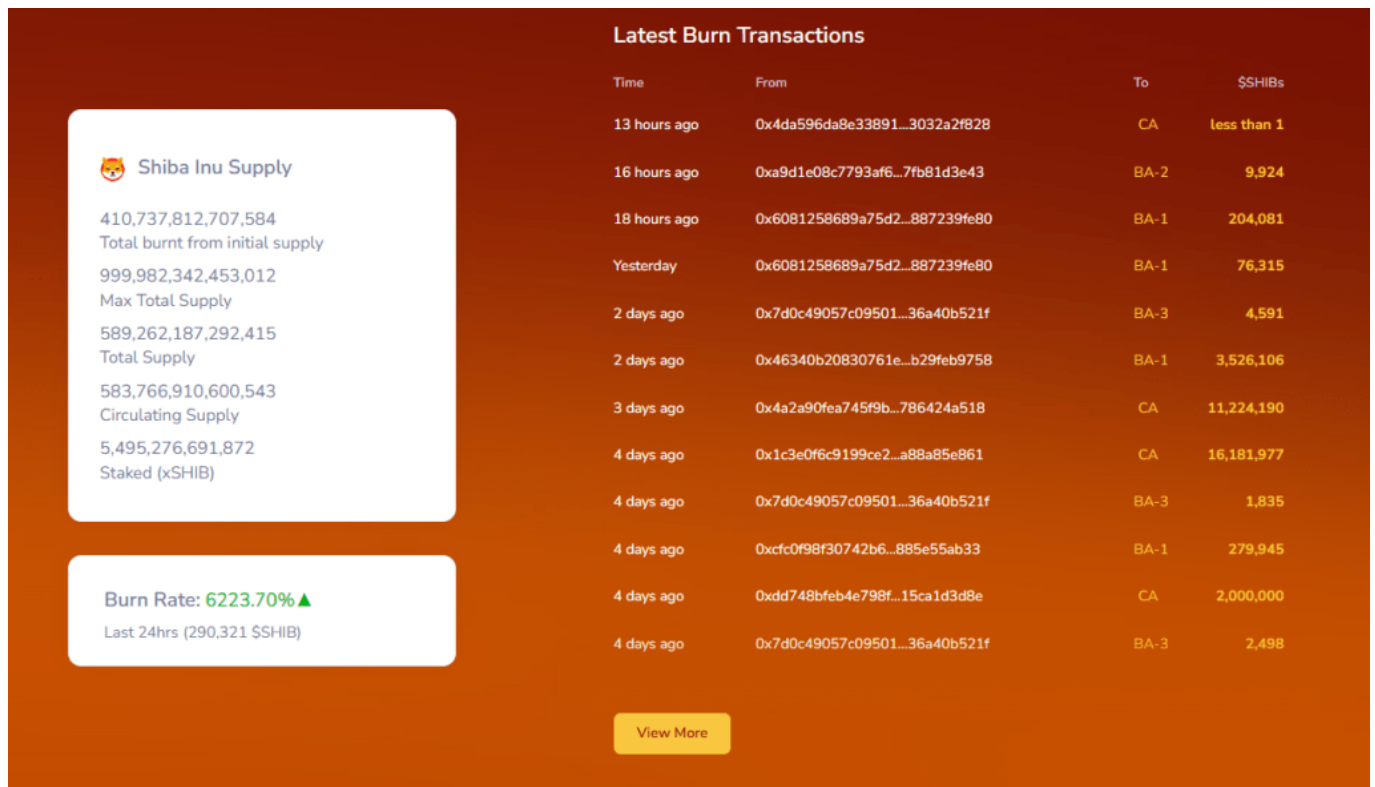 Shiba Inu Supply
410,737,812,707,584
Total burnt from initial supply
999,982,342,453,012
Max Total Supply
589,262,187,292,415
Total Supply
583,766,910,600,543
Circulating Supply
5,495,276,691,872
Staked (xSHIB)
Burn Rate: 6223.70%▲
Last 24hrs (290,321 $SHIB)
Latest Burn Transactions
Time From To $SHIBs
13 hours ago 0x4da596da8e33891...3032a2f828 CA less than 1
16 hours ago 0xa9d1e08c7793af6...7fb81d3e43 BA-2 9,924
18 hours ago 0x6081258689a75d2...887239fe80 BA-1 204,081
Yesterday 0x6081258689a75d2...887239fe80 BA-1 76,315
2 days ago 0x7d0c49057c09501...36a40b521f BA-3 4,591
2 days ago 0x46340b20830761e...b29feb9758 BA-1 3,526,106
3 days ago 0x4a2a90fea745f9b...786424a518 CA 11,224,190
4 days ago 0x1c3e0f6c9199ce2...a88a85e861 CA 16,181,977
4 days ago 0x7d0c49057c09501...36a40b521f BA-3 1,835
4 days ago 0xcfc0f98f30742b6...885e55ab33 BA-1 279,945
4 days ago 0xdd748bfeb4e798f...15ca1d3d8e CA 2,000,000
4 days ago 0x7d0c49057c09501...36a40b521f BA-3 2,498
View More